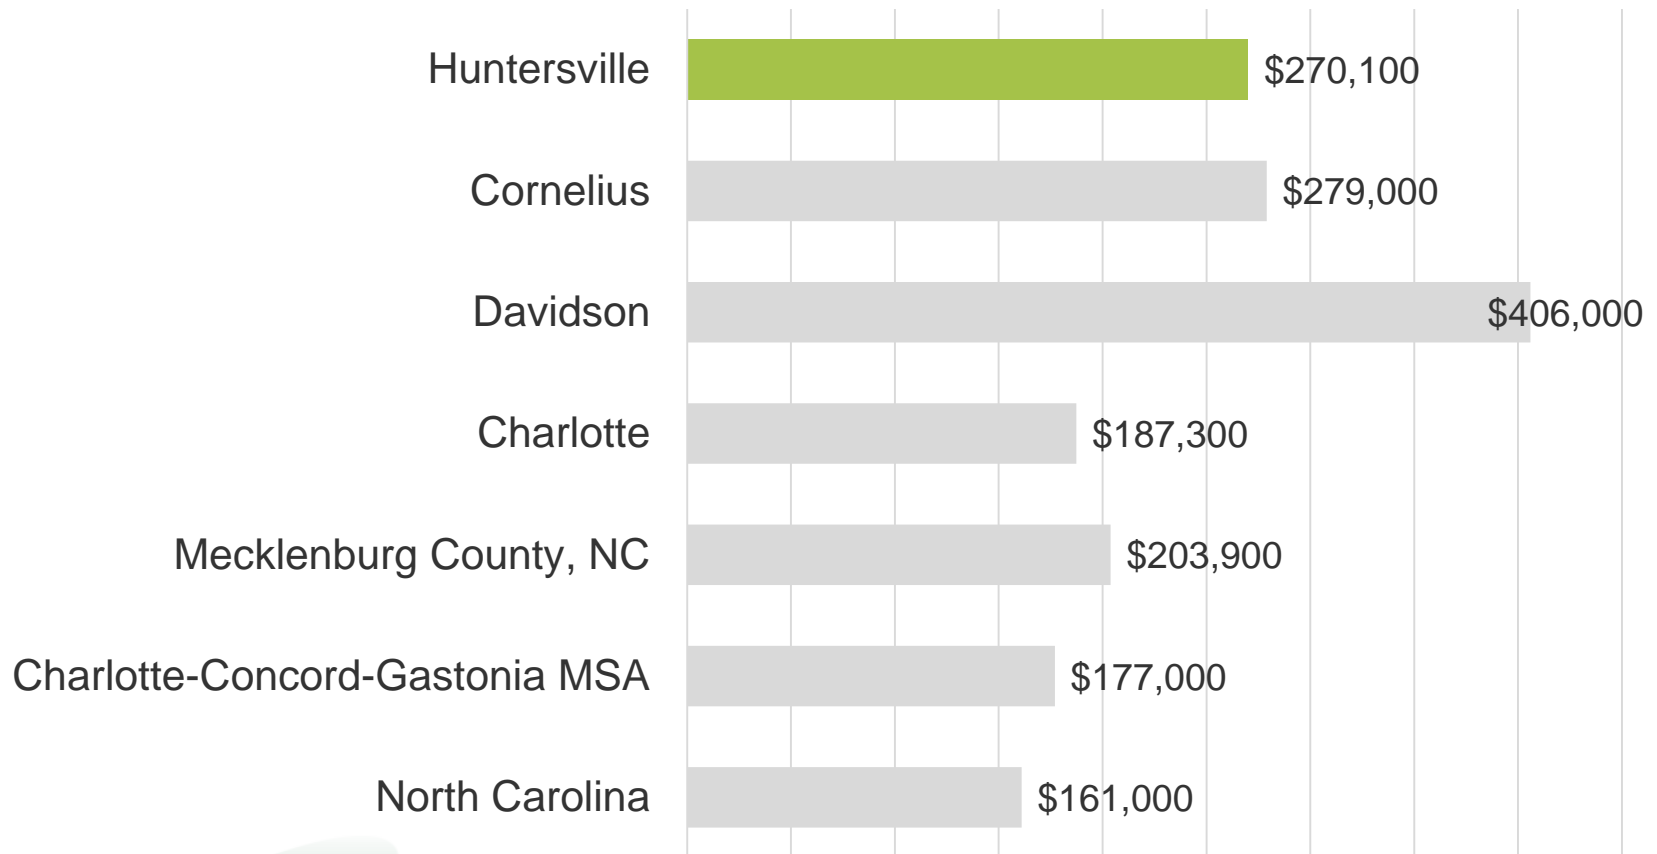 Huntersville $270,100
Cornelius $279,000
Davidson $406,000
Charlotte $187,300
Mecklenburg County, NC $203,900
Charlotte-Concord-Gastonia MSA $177,000
North Carolina $161,000